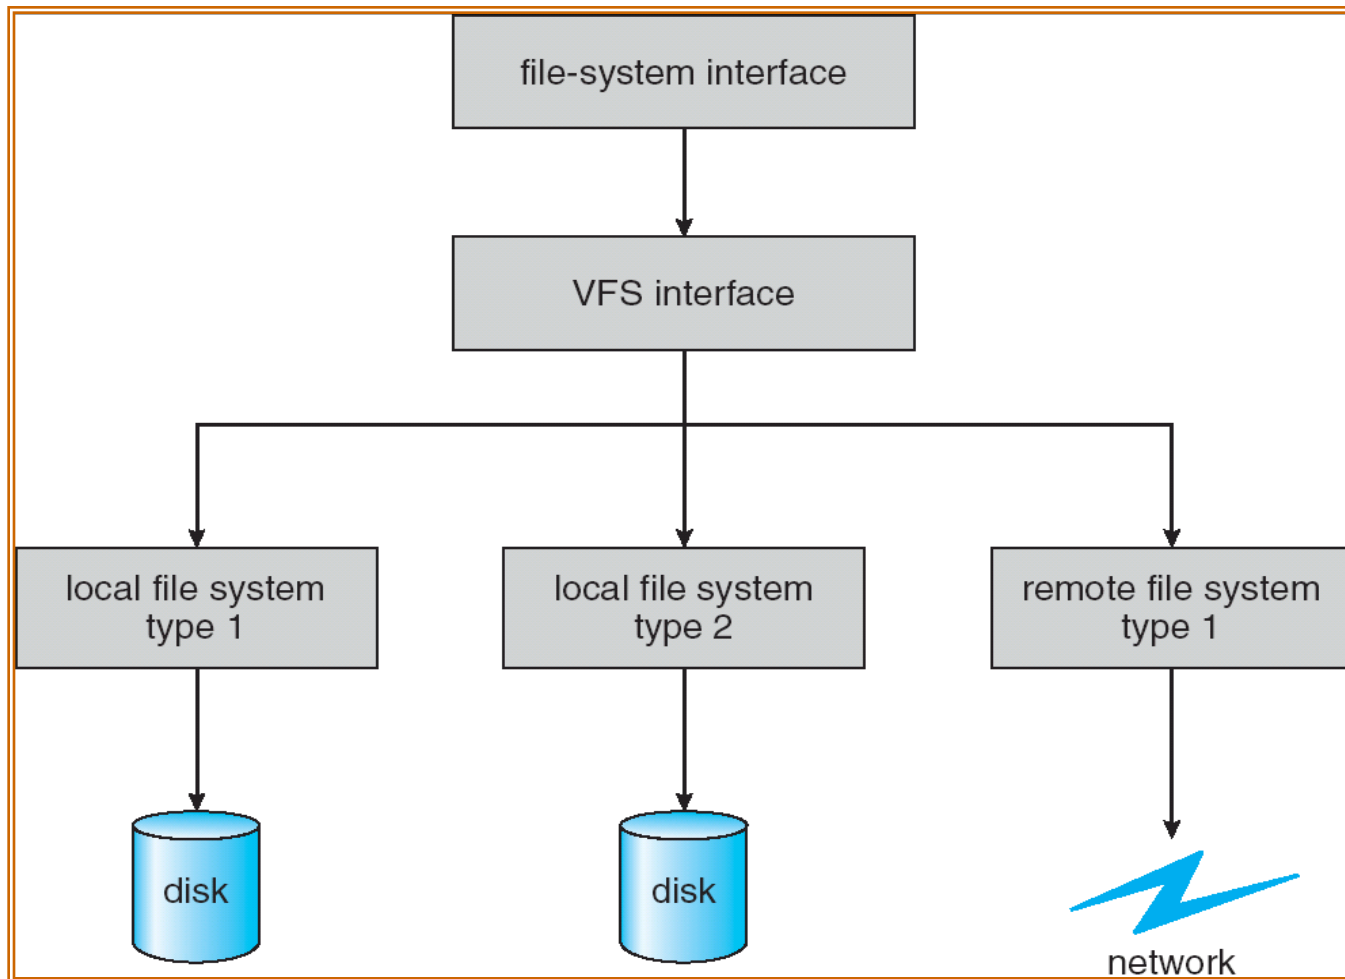 file-system interface
VFS interface
local file system
type 1
local file system
type 2
remote file system
type 1
disk
disk
network